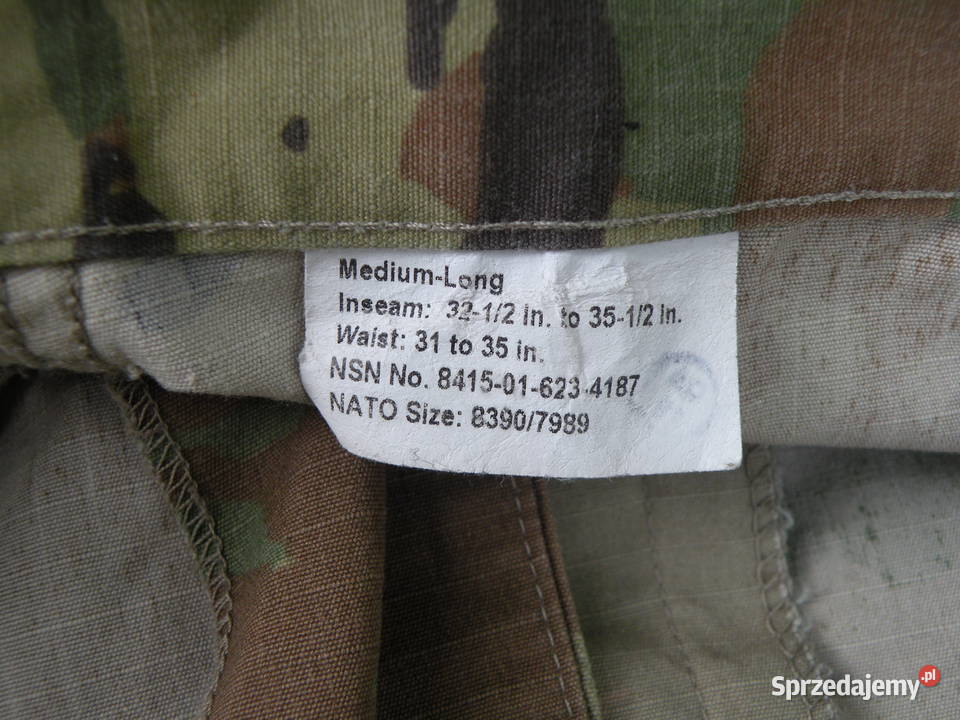 Medium-Long
Inseam: 32-1/2 in. to 35-1/2 in.
Waist: 31 to 35 in.
NSN No. 8415-01-623-4187
NATO Size: 8390/7989
Sprzedajemy.pl